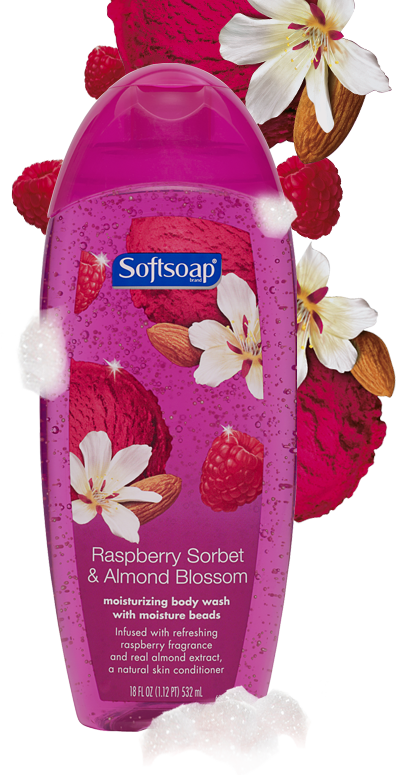 Softsoap®
brand
Raspberry Sorbet
& Almond Blossom
moisturizing body wash
with moisture beads
Infused with refreshing
raspberry fragrance
and real almond extract,
a natural skin conditioner
18 FL OZ (1.12 PT) 532 mL